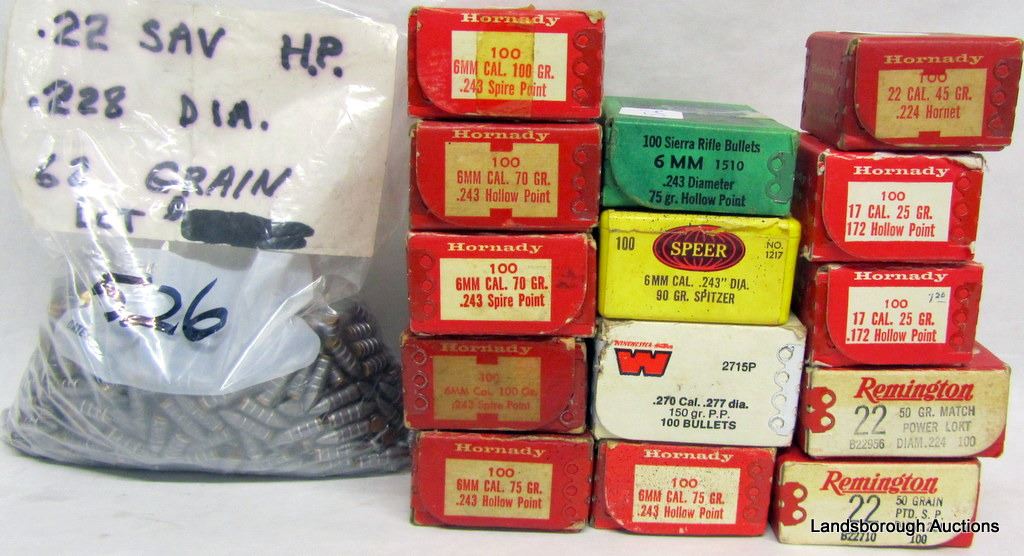 .22 SAV H.P.
.228 DIA.
GRAIN
526
Hornady
100
6MM CAL. 100 GR.
.243 Spire Point
Hornady
100
6MM CAL. 70 GR.
.243 Hollow Point
Hornady
100
6MM CAL. 70 GR.
.243 Spire Point
Hornady
100
6MM Cal. 100 Gr.
.243 Spire Point
Hornady
100
6MM CAL. 75 GR.
.243 Hollow Point
100 Sierra Rifle Bullets
6 MM 1510
.243 Diameter
75 gr. Hollow Point
100 SPEER NO.
1217
6MM CAL. .243" DIA.
90 GR. SPITZER
WINCHESTER-Western
W 2715P
.270 Cal. .277 dia.
150 gr. P.P.
100 BULLETS
Hornady
100
6MM CAL. 75 GR.
.243 Hollow Point
Hornady
100
22 CAL. 45 GR.
.224 Hornet
100
17 CAL. 25 GR.
172 Hollow Point
Hornady
100
17 CAL. 25 GR.
.172 Hollow Point
Remington
22 50 GR. MATCH
POWER LOKT
B22956 DIAM.224 100
Remington
22 50 GRAIN
PTD. S.P.
B22710 100
Landsborough Auctions